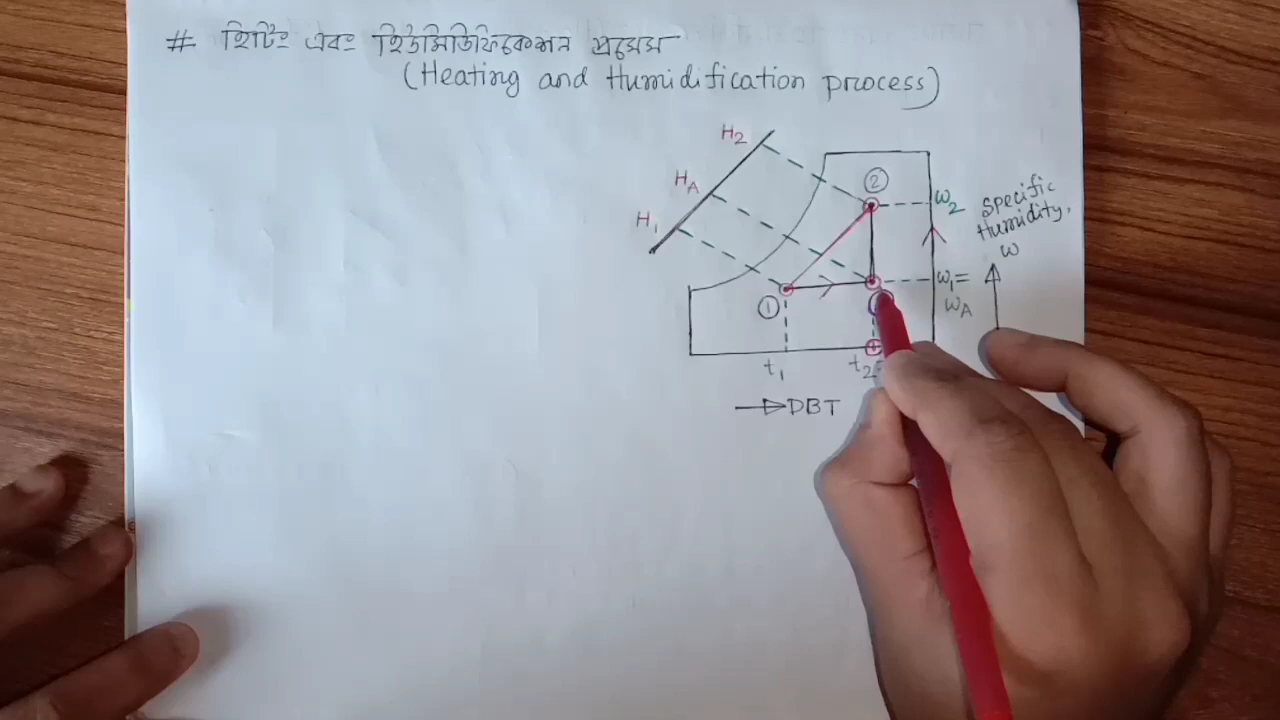 # হিটিং এবং হিউমিডিফিকেশন প্রসেস
(Heating and Humidification process)
H₂
Hₐ
H₁
②
①
ω₂
Specific
Humidity,
ω
ω₁=
ωₐ
t₁
t₂
DBT